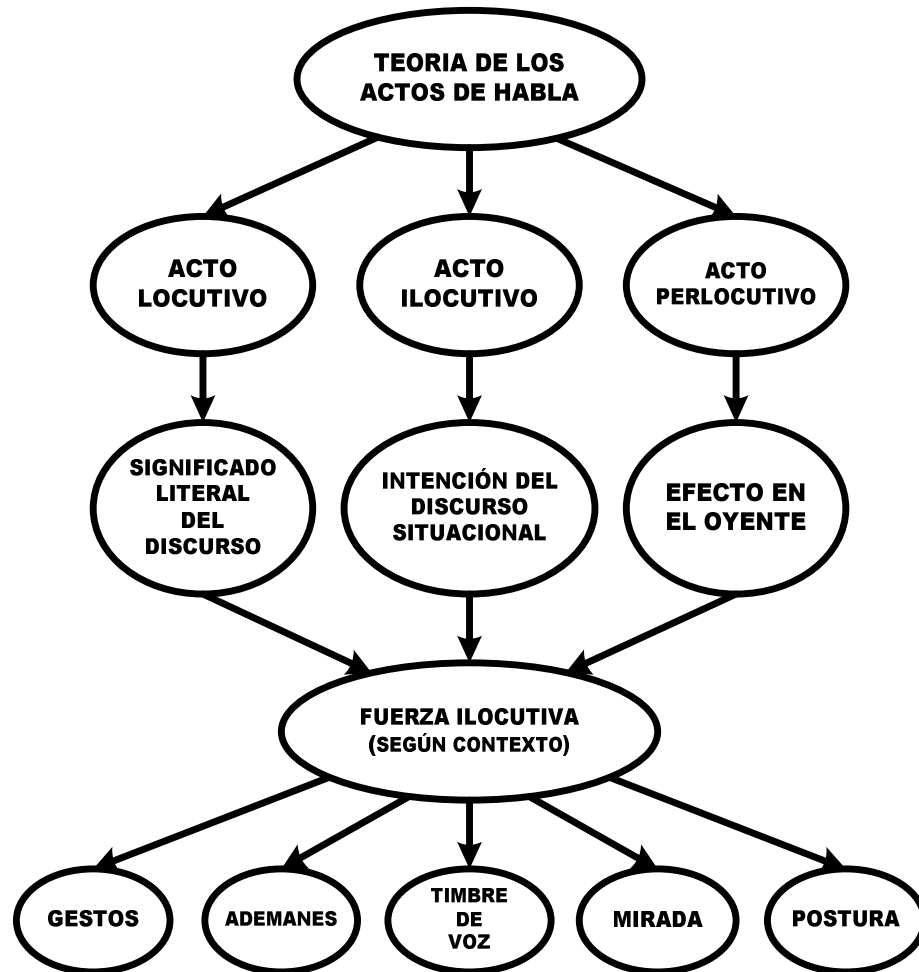 TEORIA DE LOS
ACTOS DE HABLA
ACTO
LOCUTIVO
ACTO
ILOCUTIVO
ACTO
PERLOCUTIVO
SIGNIFICADO
LITERAL
DEL
DISCURSO
INTENCIÓN DEL
DISCURSO
SITUACIONAL
EFECTO EN
EL OYENTE
FUERZA ILOCUTIVA
(SEGÚN CONTEXTO)
GESTOS
ADEMANES
TIMBRE
DE
VOZ
MIRADA
POSTURA